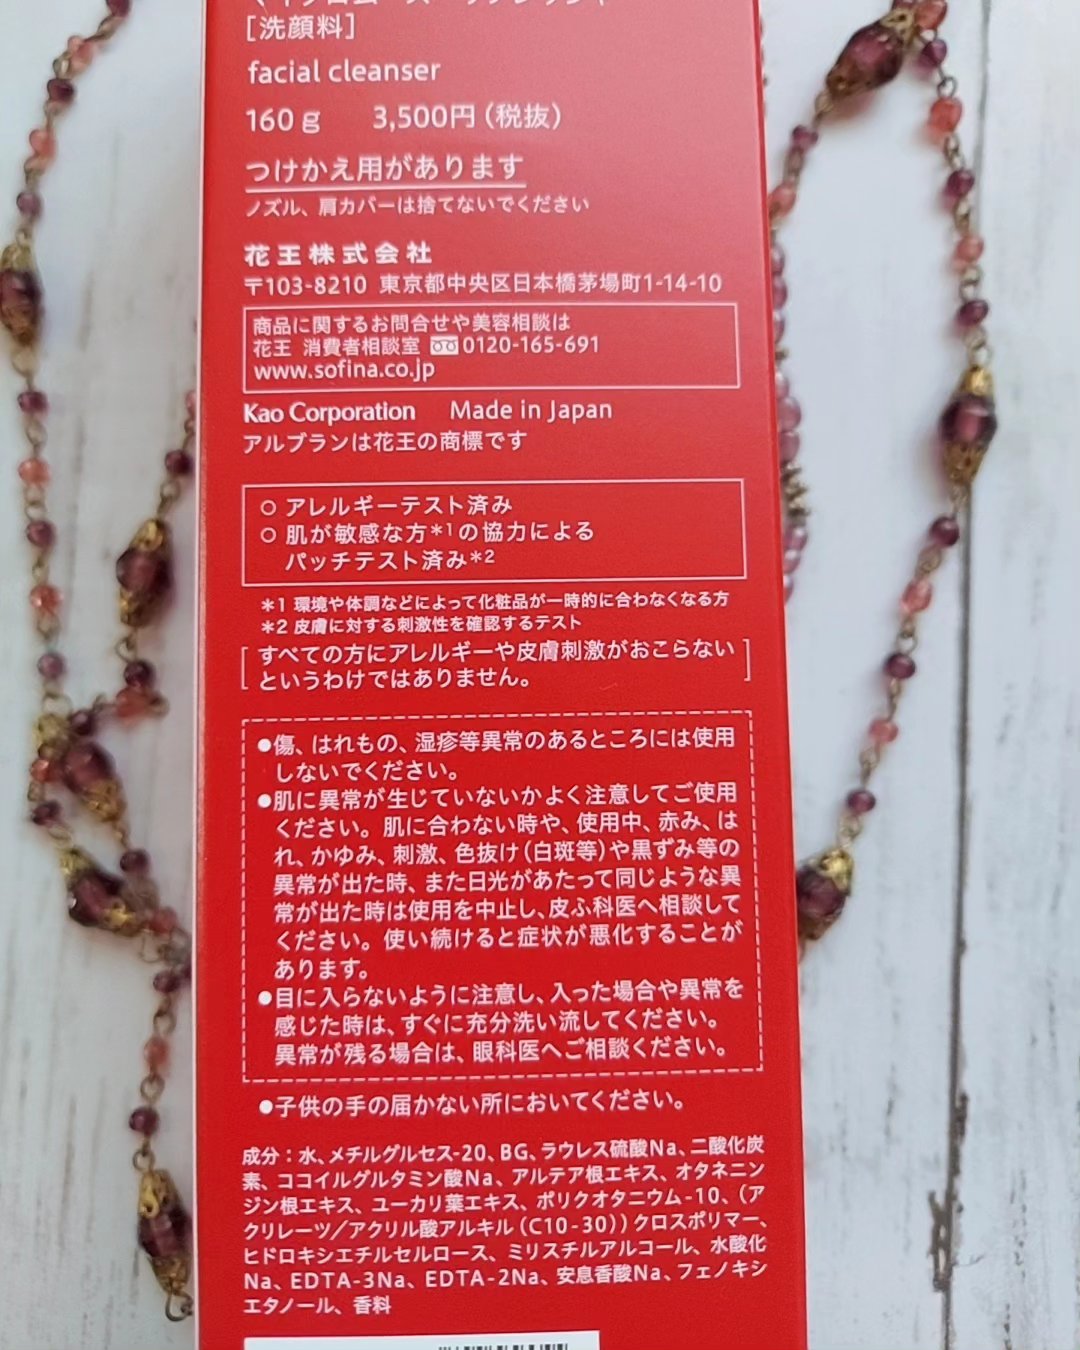 [洗顔料]
facial cleanser
160g 3,500円(税抜)
つけかえ用があります
ノズル、肩カバーは捨てないでください
花王株式会社
〒103-8210 東京都中央区日本橋茅場町1-14-10
商品に関するお問合せや美容相談は
花王 消費者相談室 0120-165-691
www.sofina.co.jp
Kao Corporation Made in Japan
アルブランは花王の商標です
○ アレルギーテスト済み
○ 肌が敏感な方*1の協力による
パッチテスト済み*2
*1 環境や体調などによって化粧品が一時的に合わなくなる方
*2 皮膚に対する刺激性を確認するテスト
[すべての方にアレルギーや皮膚刺激がおこらない
というわけではありません。]
●傷、はれもの、湿疹等異常のあるところには使用
しないでください。
●肌に異常が生じていないかよく注意してご使用
ください。肌に合わない時や、使用中、赤み、は
れ、かゆみ、刺激、色抜け(白斑等)や黒ずみ等の
異常が出た時、また日光があたって同じような異
常が出た時は使用を中止し、皮ふ科医へ相談して
ください。使い続けると症状が悪化することが
あります。
●目に入らないように注意し、入った場合や異常を
感じた時は、すぐに充分洗い流してください。
異常が残る場合は、眼科医へご相談ください。
●子供の手の届かない所においてください。
成分:水、メチルグルセス-20、BG、ラウレス硫酸Na、二酸化炭
素、ココイルグルタミン酸Na、アルテア根エキス、オタネニン
ジン根エキス、ユーカリ葉エキス、ポリクオタニウム-10、(ア
クリレーツ/アクリル酸アルキル(C10-30))クロスポリマー、
ヒドロキシエチルセルロース、ミリスチルアルコール、水酸化
Na、EDTA-3Na、EDTA-2Na、安息香酸Na、フェノキシ
エタノール、香料